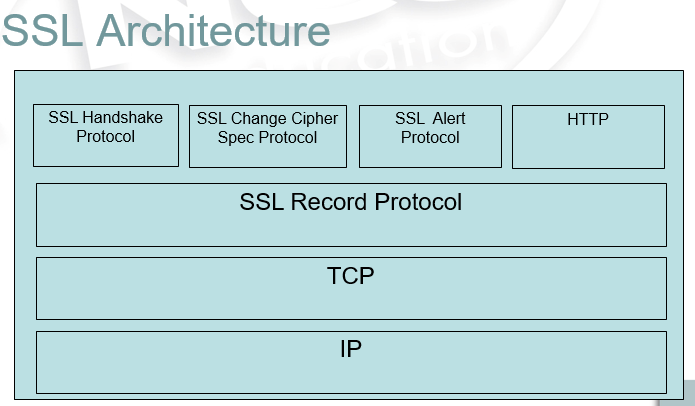 SSL Architecture
SSL Handshake
Protocol
SSL Change Cipher
Spec Protocol
SSL Alert
Protocol
HTTP
SSL Record Protocol
TCP
IP